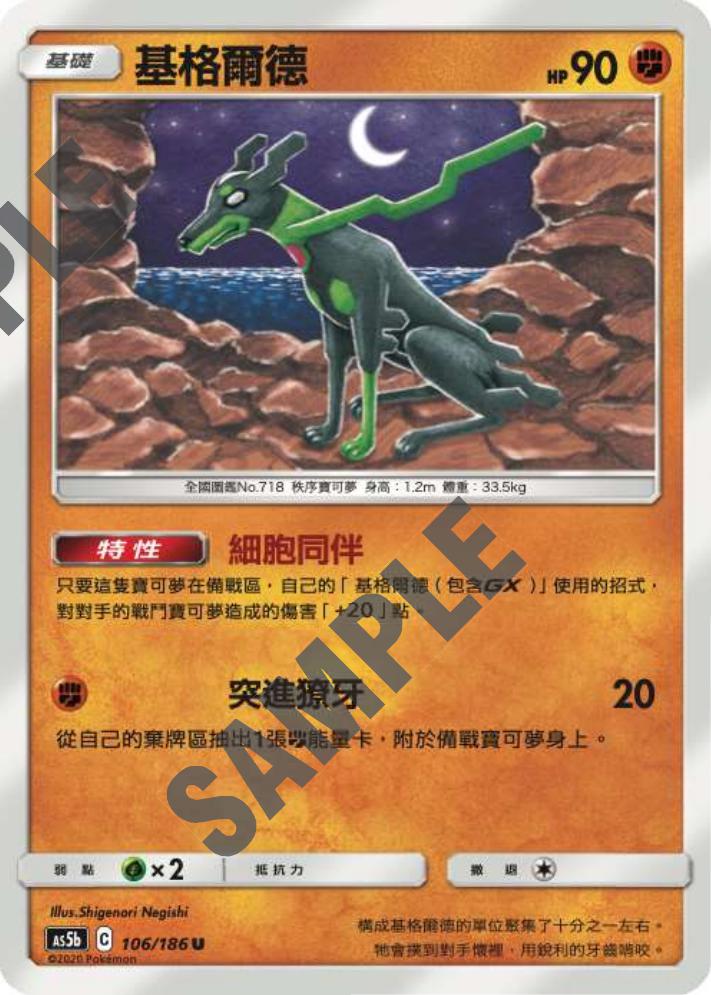 基礎 基格爾德 HP 90
全國圖鑑No.718 秩序寶可夢 身高：1.2m 體重：33.5kg
特性 細胞同伴
只要這隻寶可夢在備戰區，自己的「基格爾德（包含GX）」使用的招式，
對對手的戰鬥寶可夢造成的傷害「+20」點。
突進獠牙 20
從自己的棄牌區抽出1張能量卡，附於備戰寶可夢身上。
弱點 ×2 抵抗力 撤退
Illus.Shigenori Negishi
AS5b C 106/186 U
©2020 Pokémon
構成基格爾德的單位聚集了十分之一左右。
牠會撲到對手懷裡，用銳利的牙齒啃咬。
SAMPLE
PLE